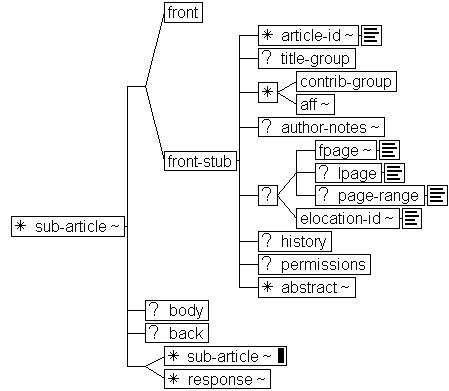 front
* article-id ~
? title-group
* contrib-group
aff ~
? author-notes ~
fpage ~
? lpage
? page-range
?
elocation-id ~
front-stub
? history
? permissions
* abstract ~
* sub-article ~
? body
? back
* sub-article ~
* response ~